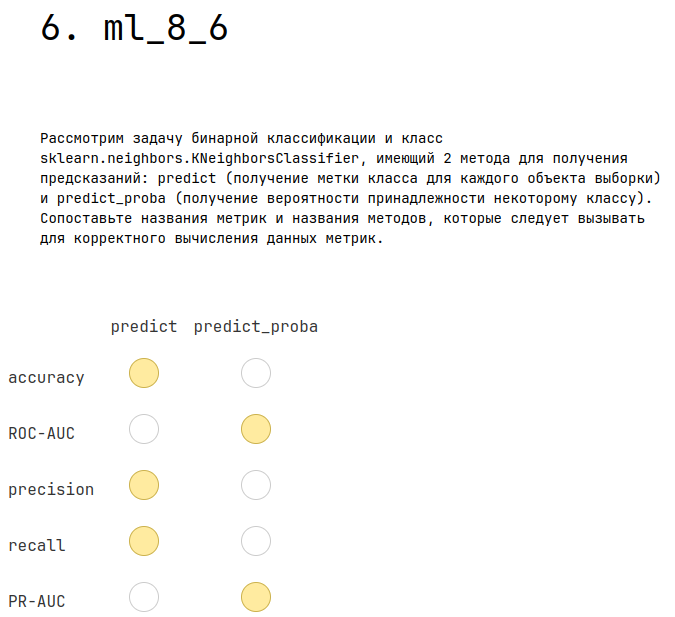 6. ml_8_6
Рассмотрим задачу бинарной классификации и класс
sklearn.neighbors.KNeighborsClassifier, имеющий 2 метода для получения
предсказаний: predict (получение метки класса для каждого объекта выборки)
и predict_proba (получение вероятности принадлежности некоторому классу).
Сопоставьте названия метрик и названия методов, которые следует вызывать
для корректного вычисления данных метрик.
predict predict_proba
accuracy
ROC-AUC
precision
recall
PR-AUC